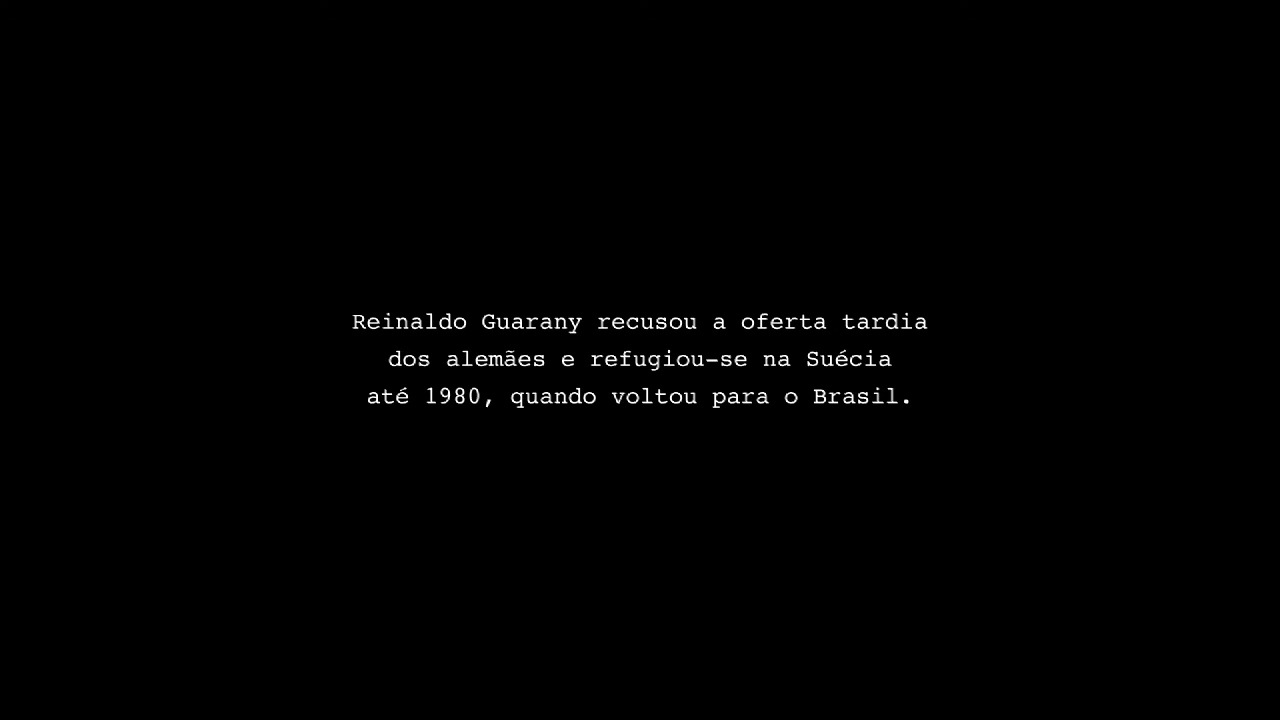 Reinaldo Guarany recusou a oferta tardia
dos alemães e refugiou-se na Suécia
até 1980, quando voltou para o Brasil.